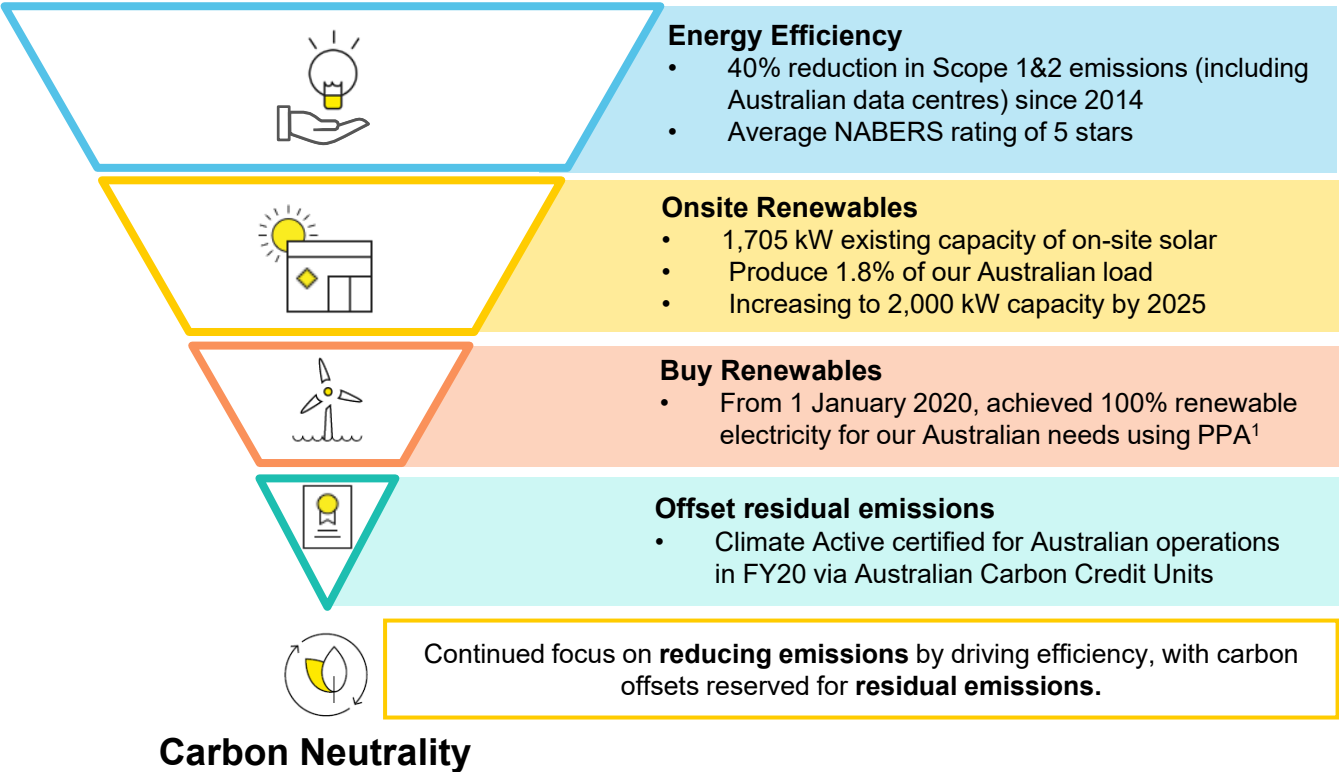 Energy Efficiency
• 40% reduction in Scope 1&2 emissions (including
Australian data centres) since 2014
• Average NABERS rating of 5 stars
Onsite Renewables
• 1,705 kW existing capacity of on-site solar
• Produce 1.8% of our Australian load
• Increasing to 2,000 kW capacity by 2025
Buy Renewables
• From 1 January 2020, achieved 100% renewable
electricity for our Australian needs using PPA¹
Offset residual emissions
• Climate Active certified for Australian operations
in FY20 via Australian Carbon Credit Units
Continued focus on reducing emissions by driving efficiency, with carbon
offsets reserved for residual emissions.
Carbon Neutrality